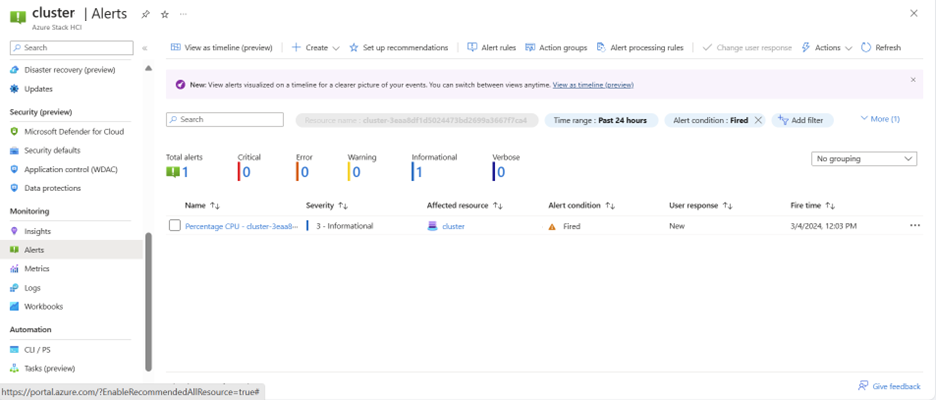 cluster | Alerts
Azure Stack HCI
Search
Disaster recovery (preview)
Updates
Security (preview)
Microsoft Defender for Cloud
Security defaults
Application control (WDAC)
Data protections
Monitoring
Insights
Alerts
Metrics
Logs
Workbooks
Automation
CLI / PS
Tasks (preview)
https://portal.azure.com/?EnableRecommendedAllResource=true#
View as timeline (preview) Create Set up recommendations Alert rules Action groups Alert processing rules Change user response Actions Refresh
New: View alerts visualized on a timeline for a clearer picture of your events. You can switch between views anytime. View as timeline (preview)
Search Time range : Past 24 hours Alert condition : Fired Add filter More (1)
Total alerts Critical Error Warning Informational Verbose
1 0 0 0 1 0
No grouping
Name Severity Affected resource Alert condition User response Fire time
Percentage CPU - cluster-3eaa8 3 - Informational cluster Fired New 3/4/2024, 12:03 PM
Give feedback